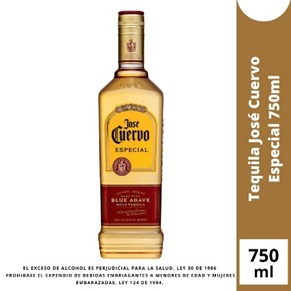 Jose
Cuervo
ESPECIAL
BLUE AGAVE
GOLD TEQUILA
Tequila José Cuervo
Especial 750ml
750
ml
EL EXCESO DE ALCOHOL ES PERJUDICIAL PARA LA SALUD. LEY 30 DE 1986
PROHIBASE EL EXPENDIO DE BEBIDAS EMBRIAGANTES A MENORES DE EDAD Y MUJERES
EMBARAZADAS. LEY 124 DE 1994.